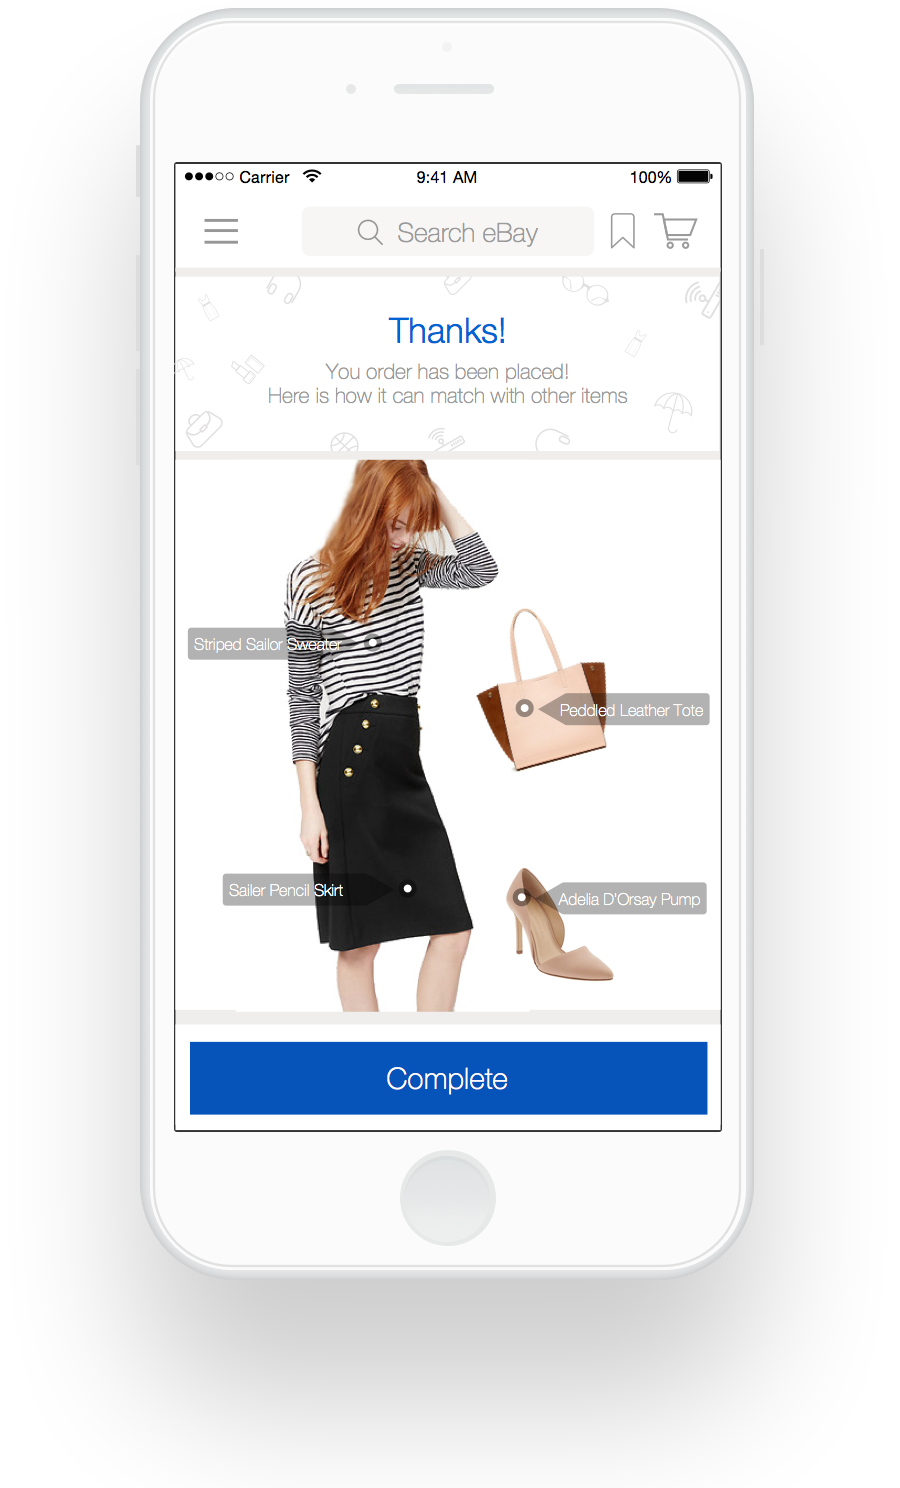 Carrier
9:41 AM
100%
Search eBay
Thanks!
You order has been placed!
Here is how it can match with other items
Striped Sailor Sweater
Peddled Leather Tote
Sailer Pencil Skirt
Adelia D'Orsay Pump
Complete